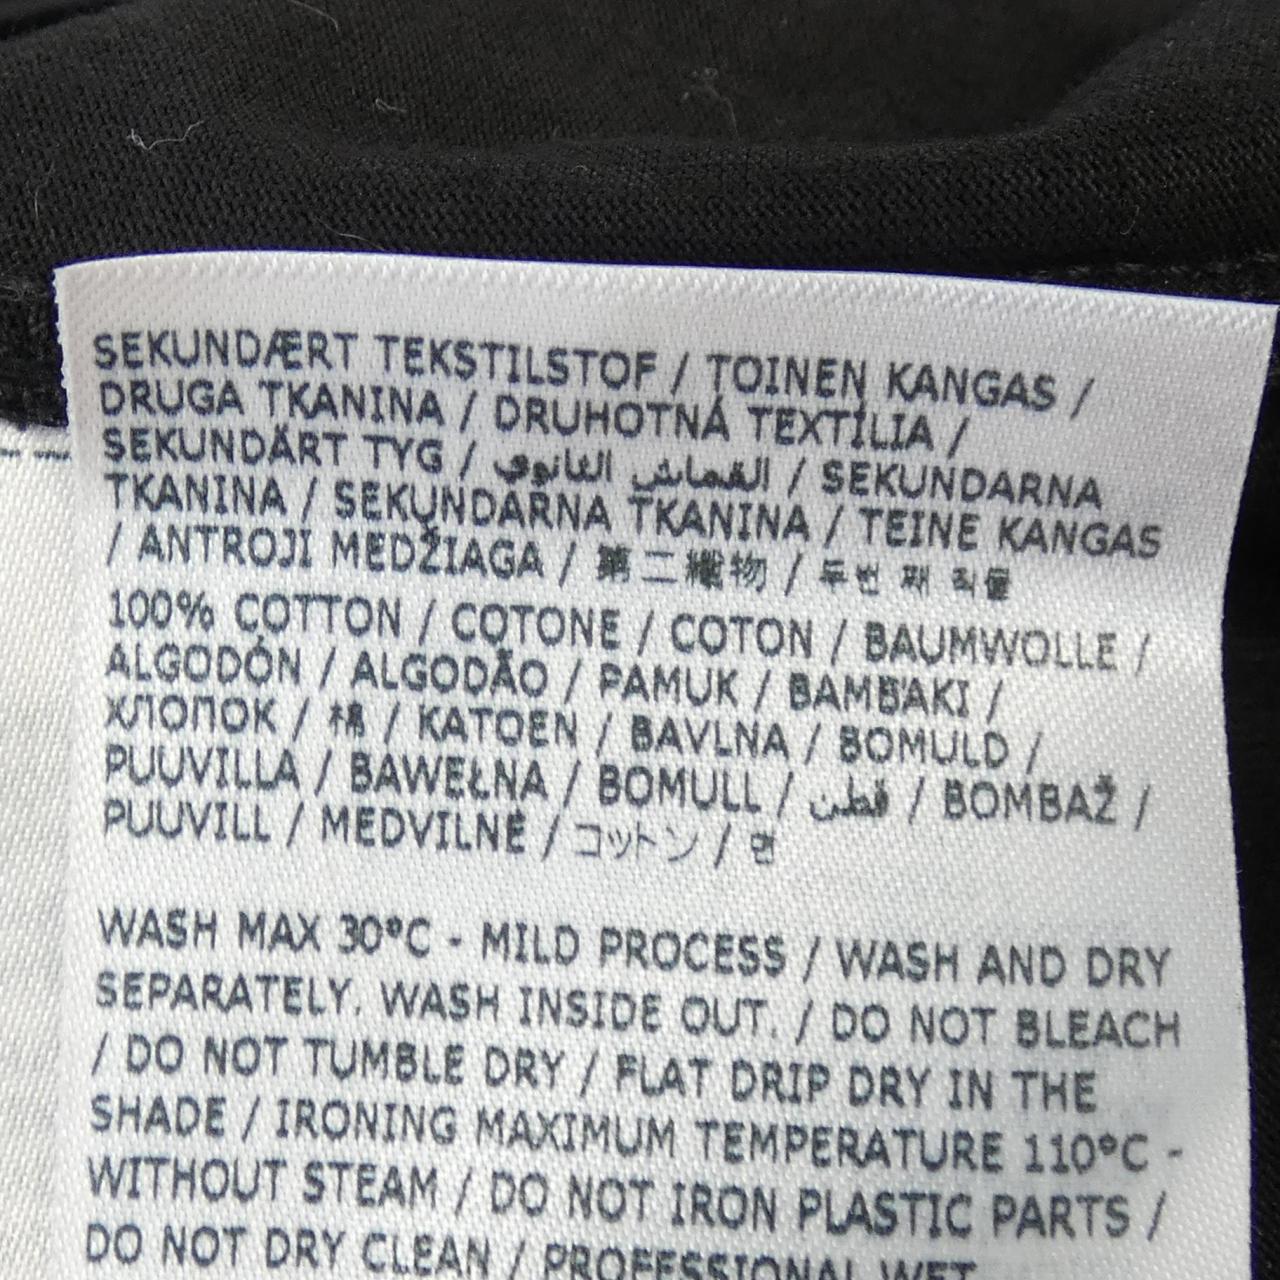 SEKUNDÆRT TEKSTILSTOF / TOINEN KANGAS /
DRUGA TKANINA / DRUHOTNÁ TEXTÍLIA /
SEKUNDÄRT TYG / القماش الثانوي / SEKUNDARNA
TKANINA / SEKUNDARNA TKANINA / TEINE KANGAS
/ ANTROJI MEDŽIAGA / 第二織物 / 두번 째 직물
100% COTTON / COTONE / COTON / BAUMWOLLE /
ALGODÓN / ALGODÃO / PAMUK / BAMBAKI /
ХЛОПОК / 棉 / KATOEN / BAVLNA / BOMULD /
PUUVILLA / BAWEŁNA / BOMULL / قطن / BOMBAŽ /
PUUVILL / MEDVILNĖ / コットン / 면
WASH MAX 30°C - MILD PROCESS / WASH AND DRY
SEPARATELY. WASH INSIDE OUT. / DO NOT BLEACH
/ DO NOT TUMBLE DRY / FLAT DRIP DRY IN THE
SHADE / IRONING MAXIMUM TEMPERATURE 110°C -
WITHOUT STEAM / DO NOT IRON PLASTIC PARTS /
DO NOT DRY CLEAN / PROFESSIONAL WET